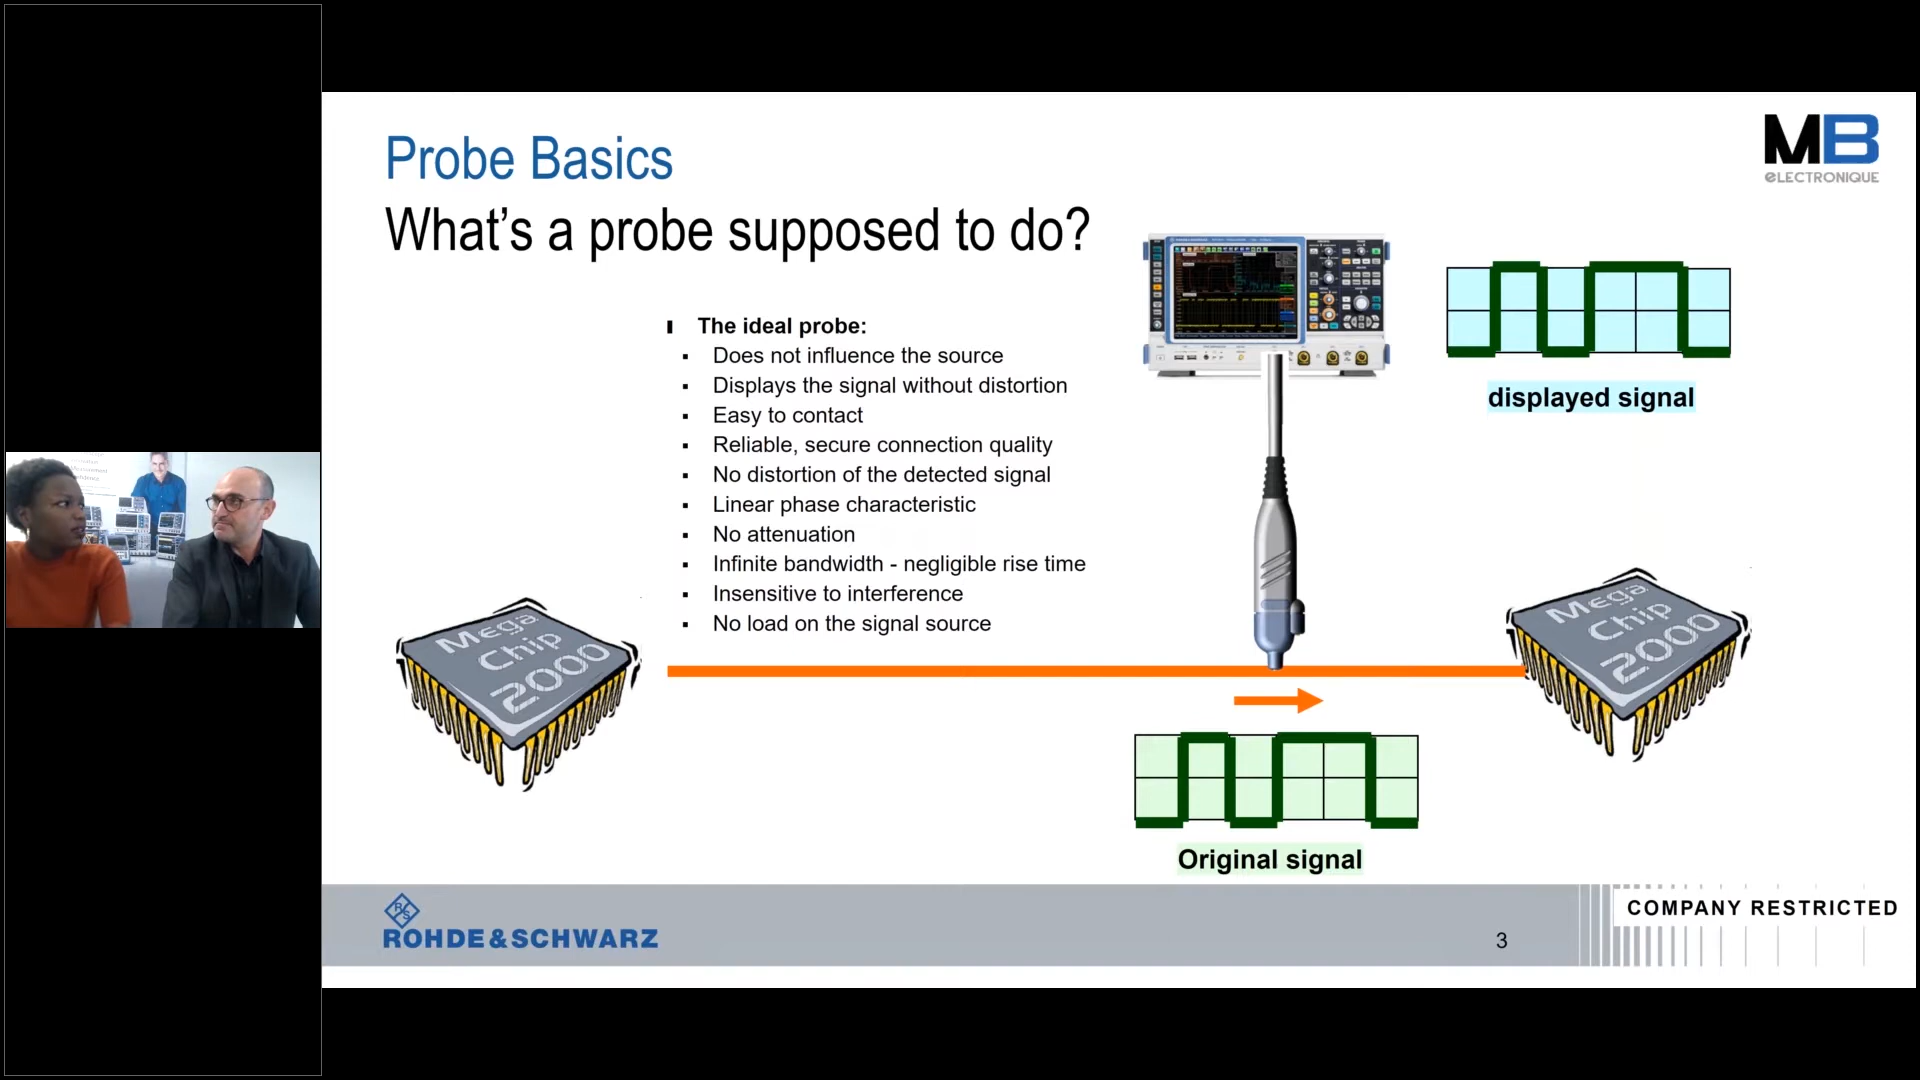 Probe Basics
What's a probe supposed to do?
MB
eLECTRONIQUE
The ideal probe:
Does not influence the source
Displays the signal without distortion
Easy to contact
Reliable, secure connection quality
No distortion of the detected signal
Linear phase characteristic
No attenuation
Infinite bandwidth - negligible rise time
Insensitive to interference
No load on the signal source
displayed signal
Mega
Chip
2000
Mega
Chip
2000
Original signal
R
S
ROHDE & SCHWARZ
3
COMPANY RESTRICTED